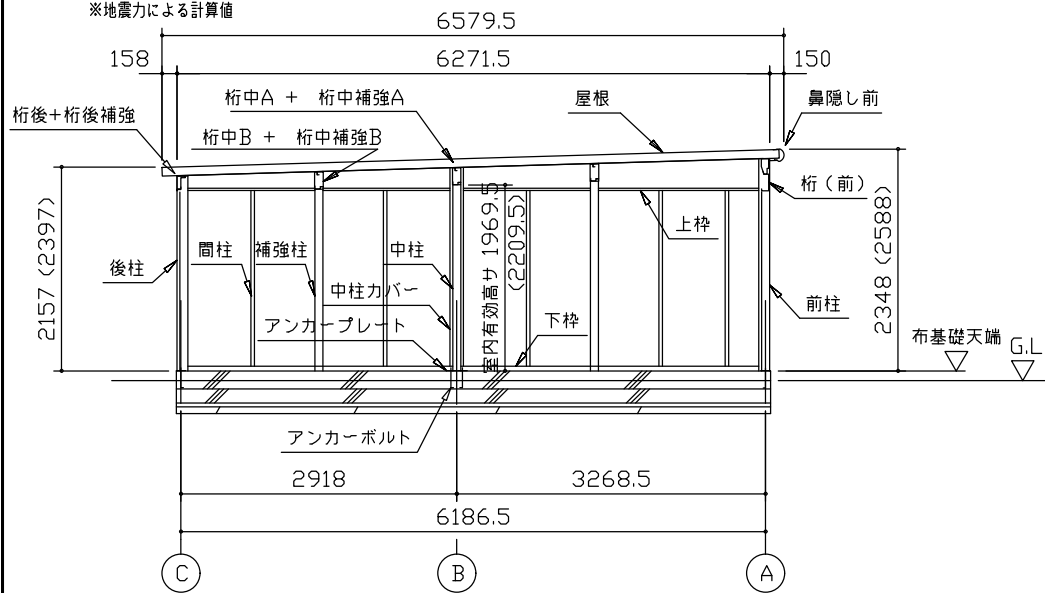 ※地震力による計算値
6579.5
158
6271.5
150
桁中A + 桁中補強A
屋根
鼻隠し前
桁後+桁後補強
桁中B + 桁中補強B
桁(前)
上枠
間柱
補強柱
中柱
後柱
中柱カバー
前柱
アンカープレート
下枠
室内有効高サ 1969.5
(2209.5)
2157 (2397)
2348 (2588)
布基礎天端
G.L
アンカーボルト
2918
3268.5
6186.5
C
B
A